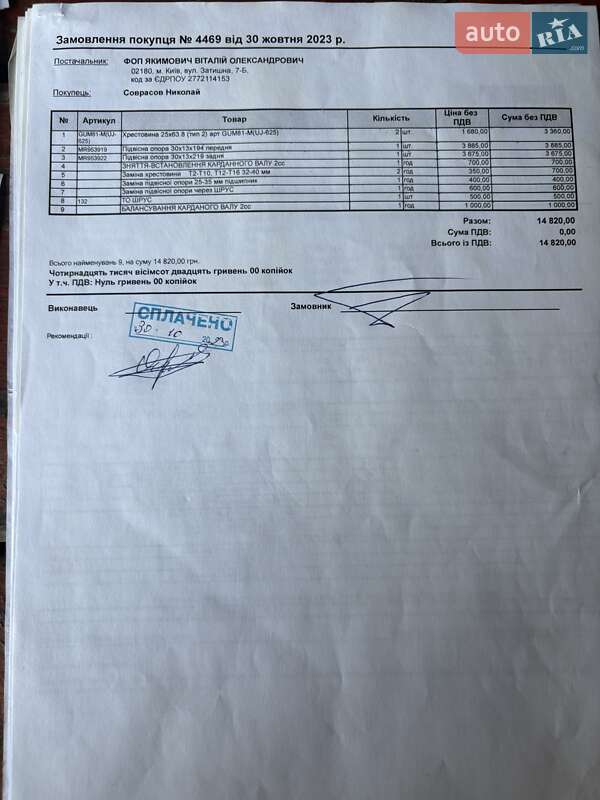 auto RIA .com
Замовлення покупця № 4469 від 30 жовтня 2023 р.
Постачальник: ФОП ЯКИМОВИЧ ВІТАЛІЙ ОЛЕКСАНДРОВИЧ
02180, м. Київ, вул. Затишна, 7-Б.
код за ЄДРПОУ 2772114153
Покупець: Соврасов Николай
№ Артикул Товар Кількість Ціна без ПДВ Сума без ПДВ
1 GUM81-M(UJ-625) Хрестовина 25x63.8 (тип 2) арт GUM81-M(UJ-625) 2 шт. 1 680,00 3 360,00
2 MR953919 Підвісна опора 30x13x194 передня 1 шт. 3 885,00 3 885,00
3 MR953922 Підвісна опора 30x13x219 задня 1 шт. 3 675,00 3 675,00
4 ЗНЯТТЯ-ВСТАНОВЛЕННЯ КАРДАННОГО ВАЛУ 2сс 1 год 700,00 700,00
5 Заміна хрестовини T2-T10, T12-T16 32-40 мм 2 год 350,00 700,00
6 Заміна підвісної опори 25-35 мм підшипник 1 год 400,00 400,00
7 Заміна підвісної опори через ШРУС 1 год 600,00 600,00
8 132 ТО ШРУС 1 шт 500,00 500,00
9 БАЛАНСУВАННЯ КАРДАНОГО ВАЛУ 2сс 1 год 1 000,00 1 000,00
Разом: 14 820,00
Сума ПДВ: 0,00
Всього із ПДВ: 14 820,00
Всього найменувань 9, на суму 14 820,00 грн.
Чотирнадцять тисяч вісімсот двадцять гривень 00 копійок
У т.ч. ПДВ: Нуль гривень 00 копійок
Виконавець Замовник
СПЛАЧЕНО
30 10 2023
Рекомендації :